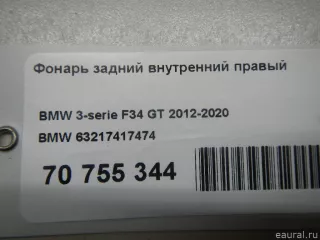 Фонарь задний внутренний правый
BMW 3-serie F34 GT 2012-2020
BMW 63217417474
70 755 344
eaural.ru